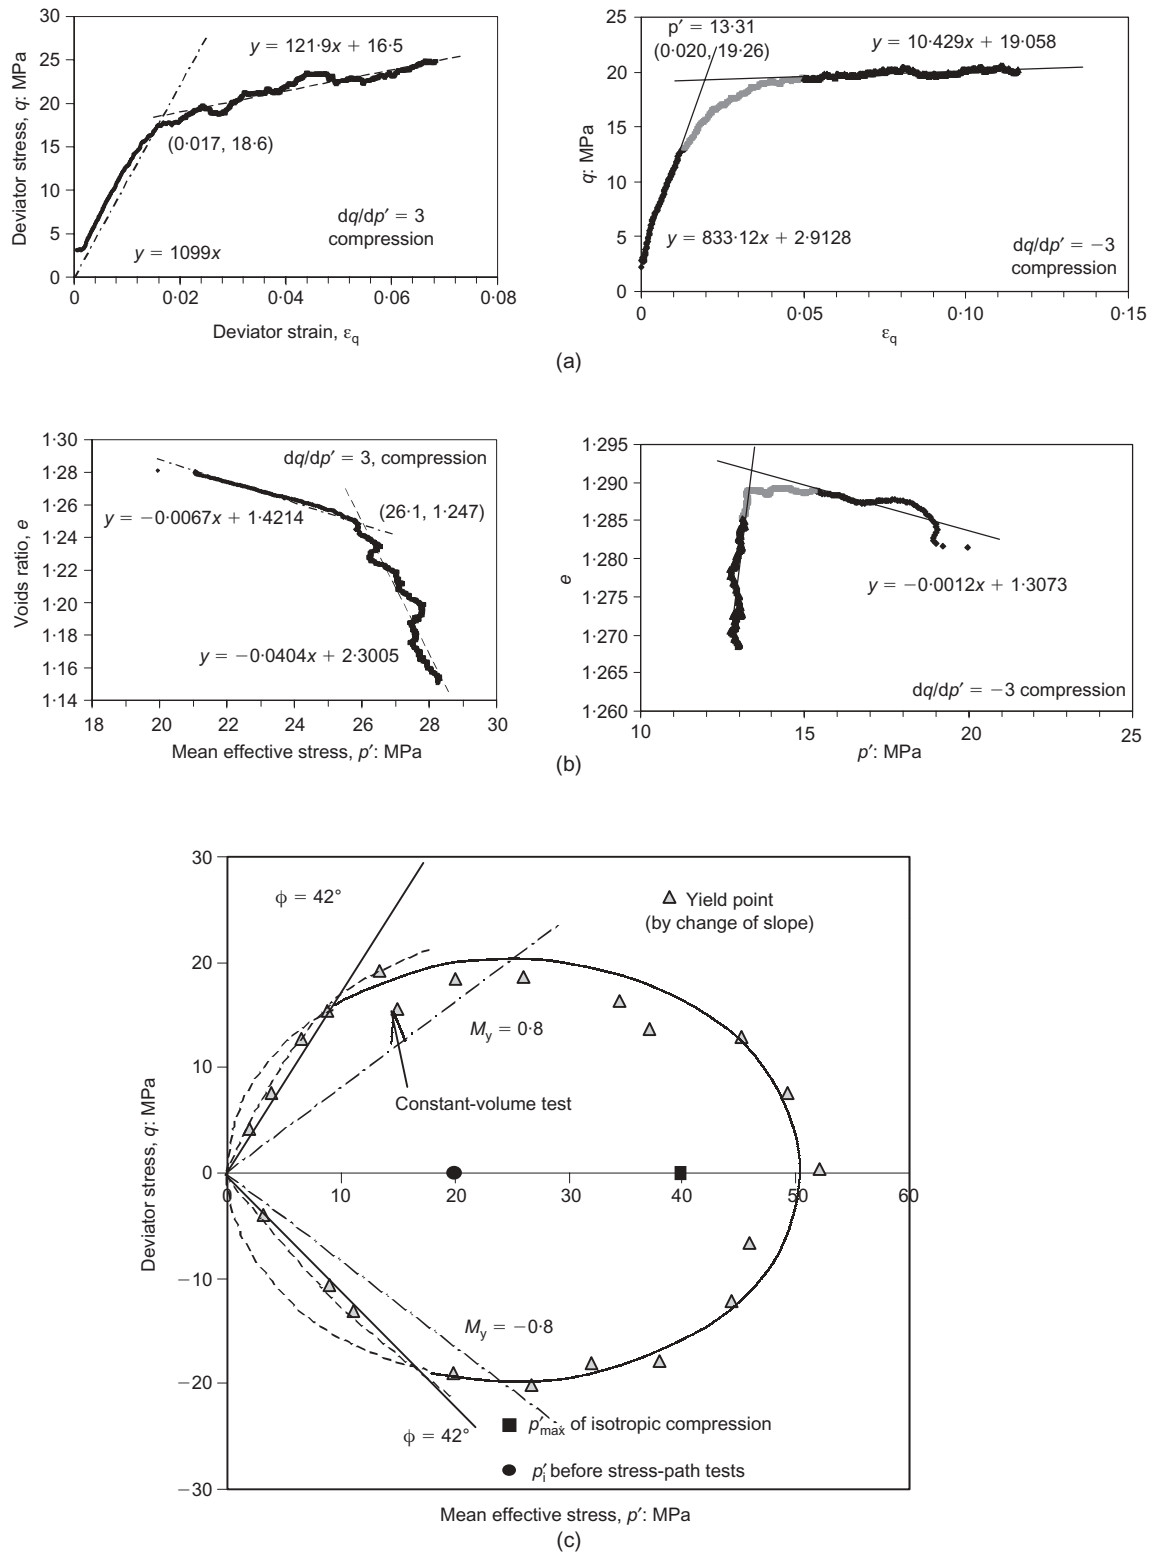 30
25
20
15
10
5
0
Deviator stress, q: MPa
y = 121·9x + 16·5
(0·017, 18·6)
dq/dp′ = 3
compression
y = 1099x
0 0·02 0·04 0·06 0·08
Deviator strain, εq
25
20
15
10
5
0
q: MPa
p′ = 13·31
(0·020, 19·26)
y = 10·429x + 19·058
y = 833·12x + 2·9128
dq/dp′ = −3
compression
0 0·05 0·10 0·15
εq
(a)
1·30
1·28
1·26
1·24
1·22
1·20
1·18
1·16
1·14
Voids ratio, e
dq/dp′ = 3, compression
y = −0·0067x + 1·4214
(26·1, 1·247)
y = −0·0404x + 2·3005
18 20 22 24 26 28 30
Mean effective stress, p′: MPa
1·295
1·290
1·285
1·280
1·275
1·270
1·265
1·260
e
y = −0·0012x + 1·3073
dq/dp′ = −3 compression
10 15 20 25
p′: MPa
(b)
30
20
10
0
−10
−20
−30
Deviator stress, q: MPa
ϕ = 42°
Yield point
(by change of slope)
My = 0·8
Constant-volume test
0 10 20 30 40 50 60
My = −0·8
ϕ = 42°
p′max of isotropic compression
p′i before stress-path tests
Mean effective stress, p′: MPa
(c)